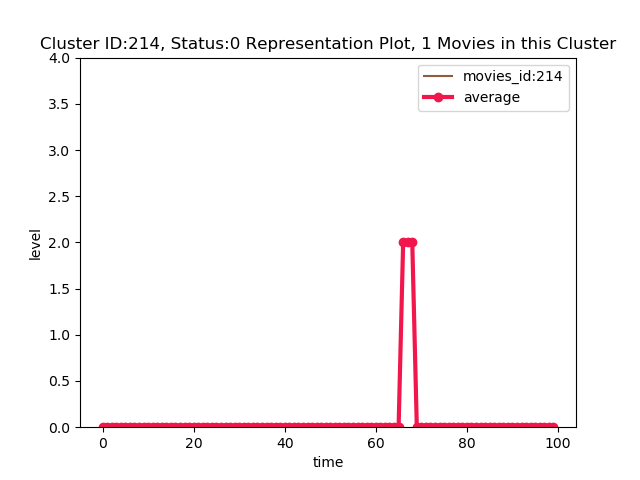 Cluster ID:214, Status:0 Representation Plot, 1 Movies in this Cluster
movies_id:214
average
4.0
3.5
3.0
2.5
2.0
1.5
1.0
0.5
0.0
level
0 20 40 60 80 100
time